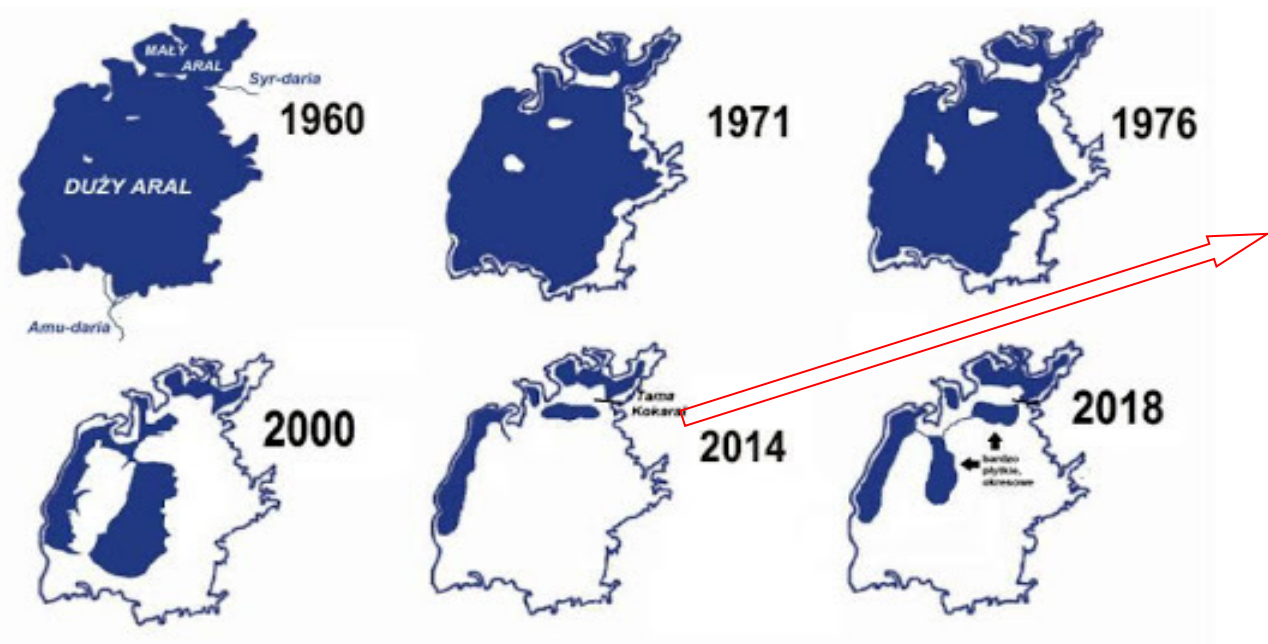 MAŁY
ARAL
Syr-daria
1960
DUŻY ARAL
Amu-daria
1971
1976
2000
Tama
Kokaral
2014
2018
bardzo
płytkie,
okresowe